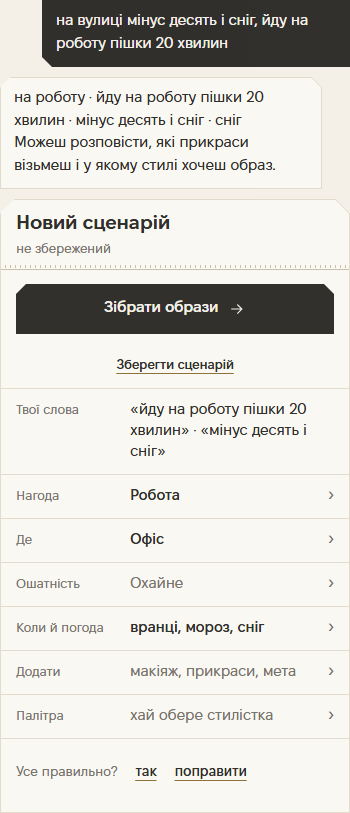 на вулиці мінус десять і сніг, йду на
роботу пішки 20 хвилин
на роботу · йду на роботу пішки 20
хвилин · мінус десять і сніг · сніг
Можеш розповісти, які прикраси
візьмеш і у якому стилі хочеш образ.
Новий сценарій
не збережений
Зібрати образи →
Зберегти сценарій
Твої слова «йду на роботу пішки 20
хвилин» · «мінус десять і
сніг»
Нагода Робота ›
Де Офіс ›
Ошатність Охайне ›
Коли й погода вранці, мороз, сніг ›
Додати макіяж, прикраси, мета ›
Палітра хай обере стилістка ›
Усе правильно? так поправити